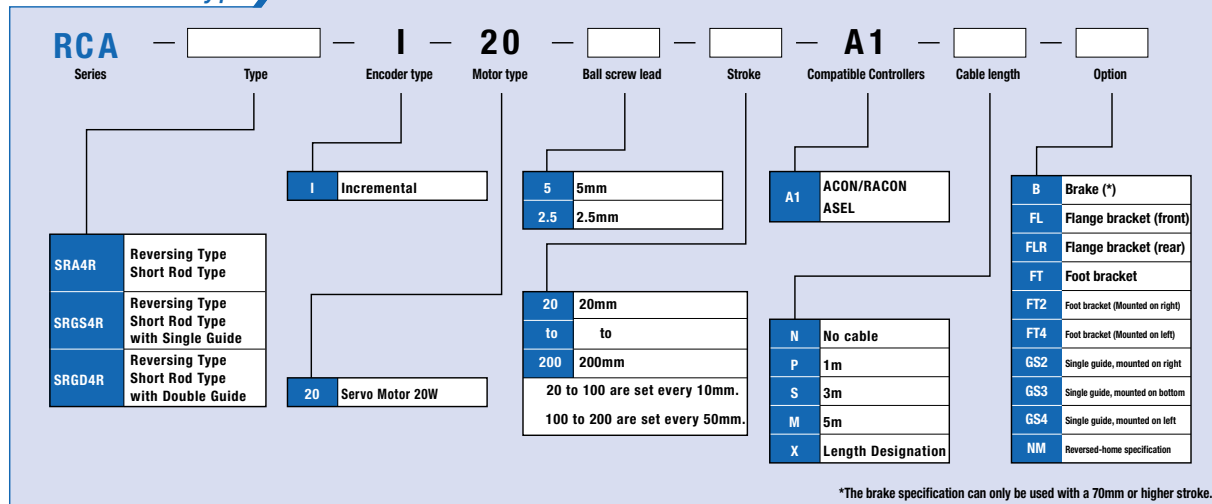 RCA — — I — 20 — — — A1 — —
Series Type Encoder type Motor type Ball screw lead Stroke Compatible Controllers Cable length Option
SRA4R Reversing Type
Short Rod Type
SRGS4R Reversing Type
Short Rod Type
with Single Guide
SRGD4R Reversing Type
Short Rod Type
with Double Guide
I Incremental
20 Servo Motor 20W
5 5mm
2.5 2.5mm
20 20mm
to to
200 200mm
20 to 100 are set every 10mm.
100 to 200 are set every 50mm.
A1 ACON/RACON
ASEL
N No cable
P 1m
S 3m
M 5m
X Length Designation
B Brake (*)
FL Flange bracket (front)
FLR Flange bracket (rear)
FT Foot bracket
FT2 Foot bracket (Mounted on right)
FT4 Foot bracket (Mounted on left)
GS2 Single guide, mounted on right
GS3 Single guide, mounted on bottom
GS4 Single guide, mounted on left
NM Reversed-home specification
*The brake specification can only be used with a 70mm or higher stroke.